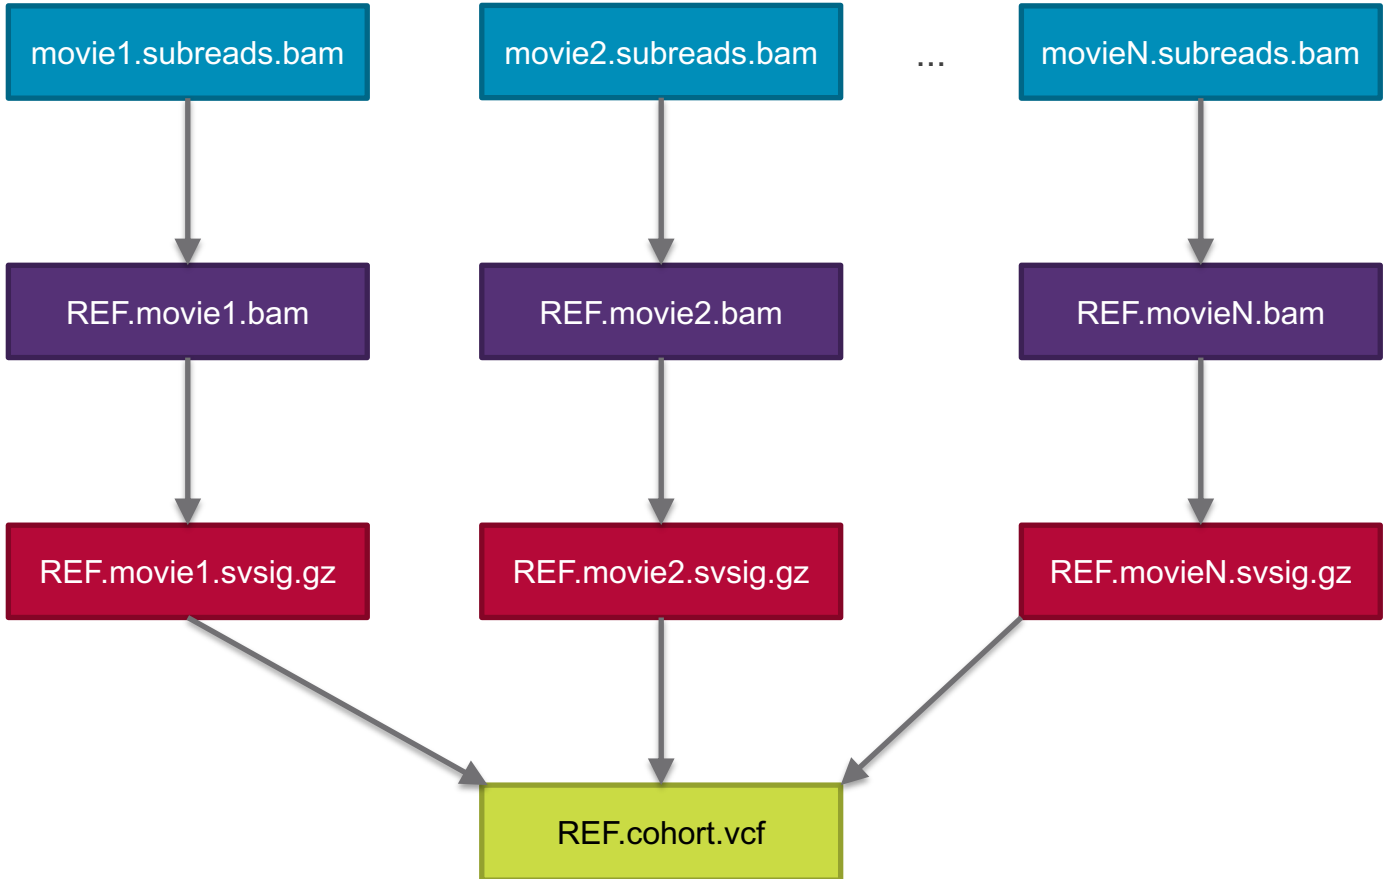 movie1.subreads.bam
movie2.subreads.bam
...
movieN.subreads.bam
REF.movie1.bam
REF.movie2.bam
REF.movieN.bam
REF.movie1.svsig.gz
REF.movie2.svsig.gz
REF.movieN.svsig.gz
REF.cohort.vcf